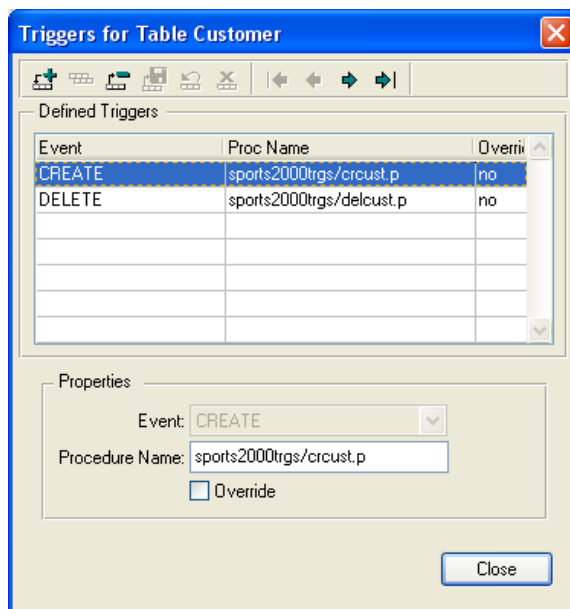 Triggers for Table Customer
Defined Triggers
Event Proc Name Overri
CREATE sports2000trgs/crcust.p no
DELETE sports2000trgs/delcust.p no
Properties
Event: CREATE
Procedure Name: sports2000trgs/crcust.p
Override
Close